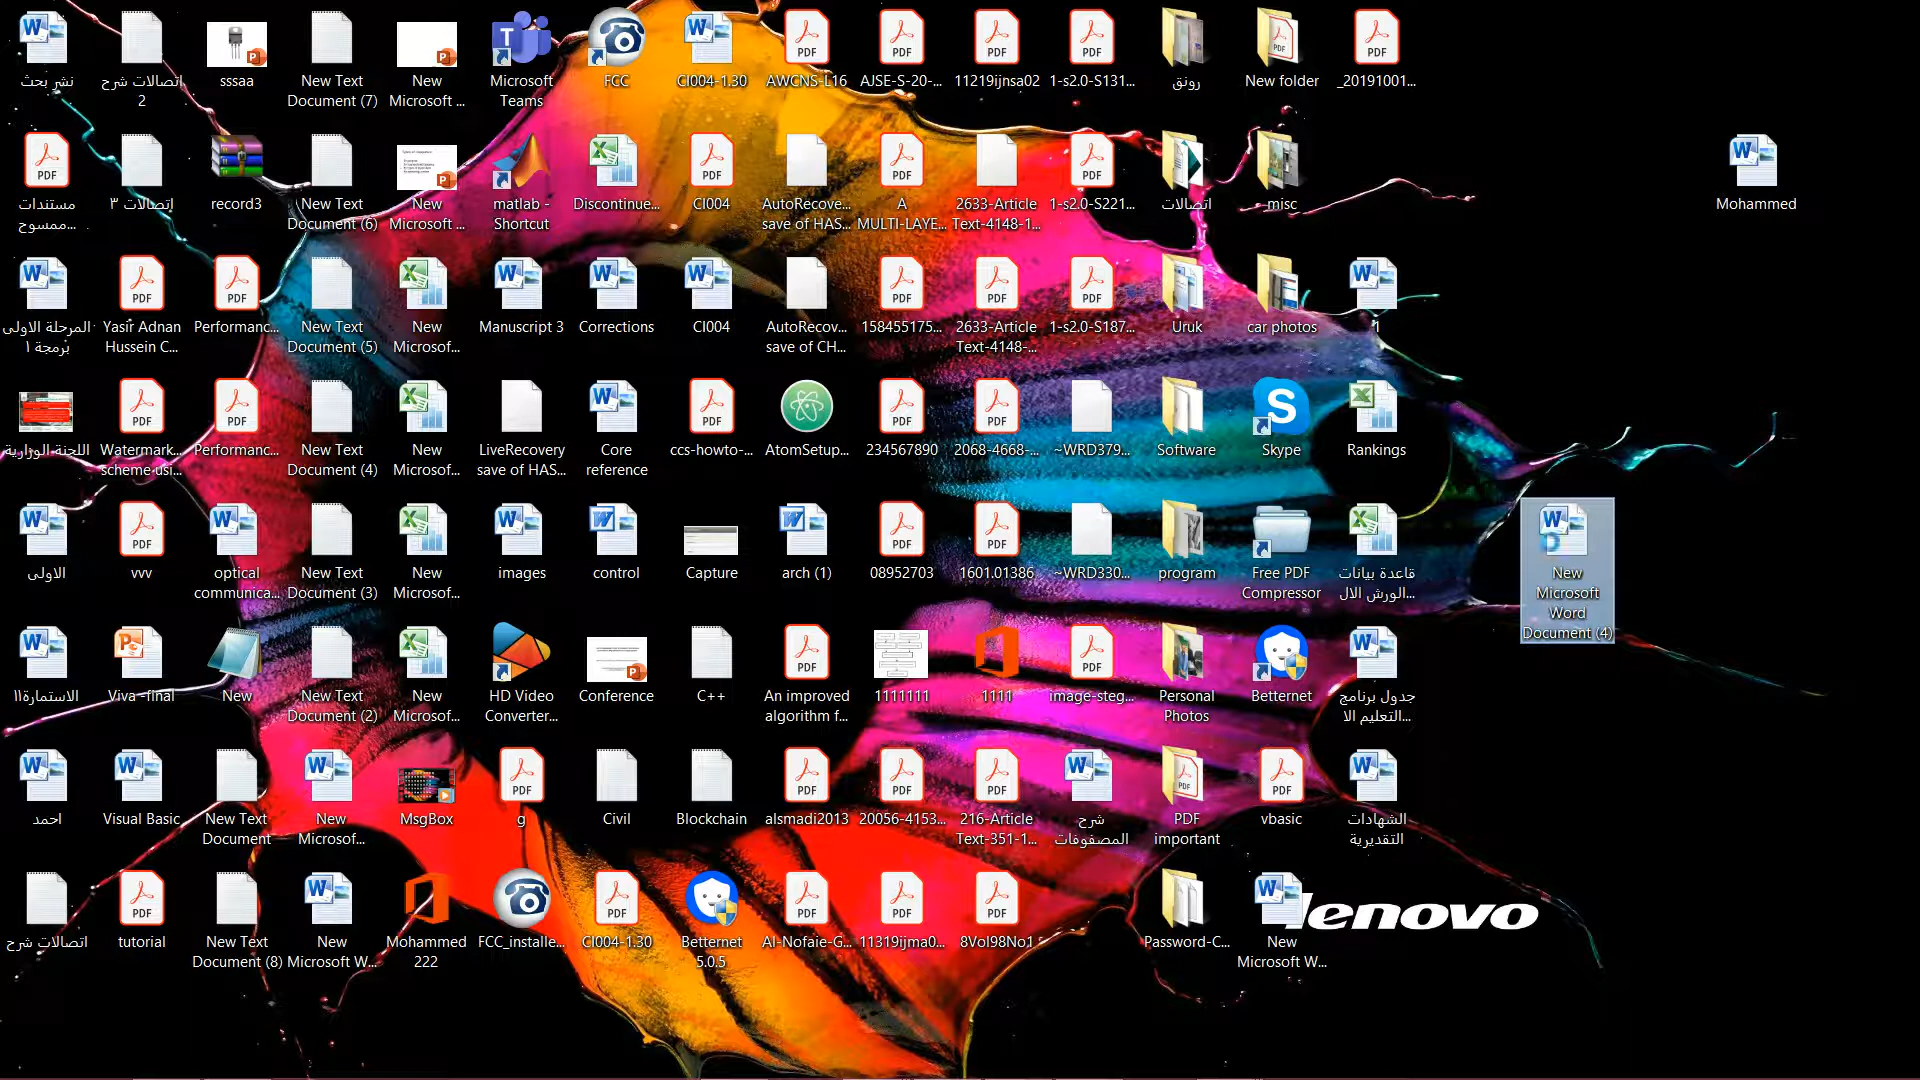 نشر بحث
اتصالات شرح
2
sssaa
New Text
Document (7)
New
Microsoft ...
Microsoft
Teams
FCC
CI004-1.30
AWCNS-L16
AJSE-S-20-...
11219ijnsa02
1-s2.0-S131...
رونق
New folder
_20191001...
مستندات
ممسوح...
إتصالات ٣
record3
New Text
Document (6)
New
Microsoft ...
matlab -
Shortcut
Discontinue...
CI004
AutoRecove...
save of HAS...
A
MULTI-LAYE...
2633-Article
Text-4148-1...
1-s2.0-S221...
اتصالات
misc
Mohammed
المرحلة الاولى
برمجة ١
Yasir Adnan
Hussein C...
Performanc...
New Text
Document (5)
New
Microsof...
Manuscript 3
Corrections
CI004
AutoRecov...
save of CH...
158455175...
2633-Article
Text-4148-...
1-s2.0-S187...
Uruk
car photos
1
اللجنة الوزارية
Watermark...
scheme-usi...
Performanc...
New Text
Document (4)
New
Microsof...
LiveRecovery
save of HAS...
Core
reference
ccs-howto-...
AtomSetup...
234567890
2068-4668-...
~WRD379...
Software
Skype
Rankings
الاولى
vvv
optical
communica...
New Text
Document (3)
New
Microsof...
images
control
Capture
arch (1)
08952703
1601.01386
~WRD330...
program
Free PDF
Compressor
قاعدة بيانات
الورش الال...
New
Microsoft
Word
Document (4)
الاستمارة١١
Viva -final
New
New Text
Document (2)
New
Microsof...
HD Video
Converter...
Conference
C++
An improved
algorithm f...
1111111
1111
image-steg...
Personal
Photos
Betternet
جدول برنامج
التعليم الا...
احمد
Visual Basic
New Text
Document
New
Microsof...
MsgBox
g
Civil
Blockchain
alsmadi2013
20056-4153...
216-Article
Text-351-1...
شرح
المصفوفات
PDF
important
vbasic
الشهادات
التقديرية
اتصالات شرح
tutorial
New Text
Document (8)
New
Microsoft W...
Mohammed
222
FCC_installe...
CI004-1.30
Betternet
5.0.5
Al-Nofaie-G...
11319ijma0...
8Vol98No1
Password-C...
New
Microsoft W...
lenovo